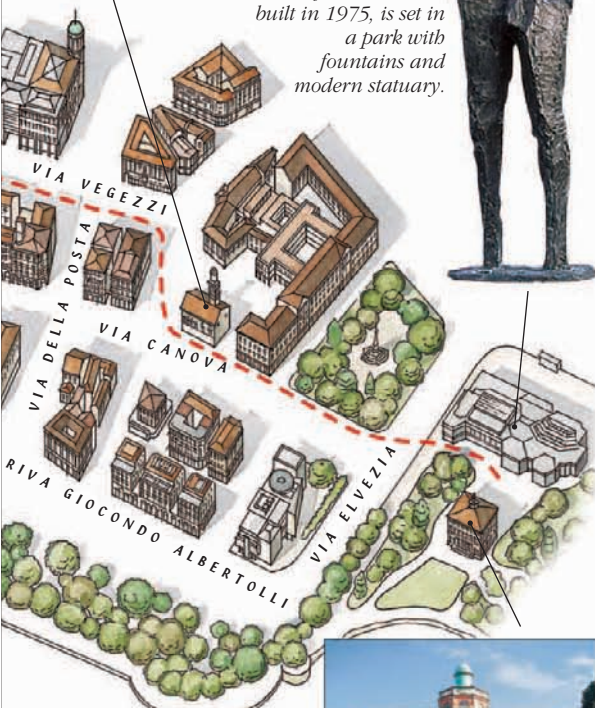 built in 1975, is set in
a park with
fountains and
modern statuary.
VIA VEGEZZI
VIA DELLA POSTA
VIA CANOVA
RIVA GIOCONDO ALBERTOLLI
VIA ELVEZIA